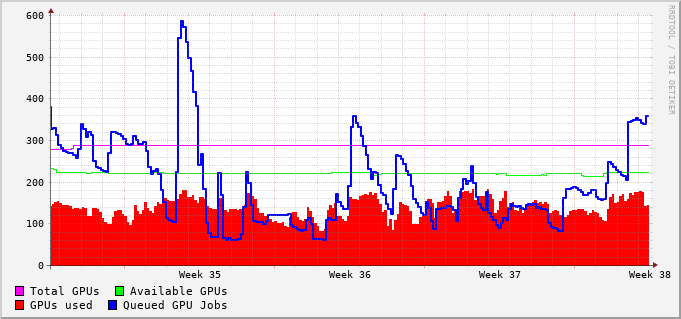 600
500
400
300
200
100
0
Week 35 Week 36 Week 37 Week 38
Total GPUs Available GPUs
GPUs used Queued GPU Jobs
RRDTOOL / TOBI OETIKER